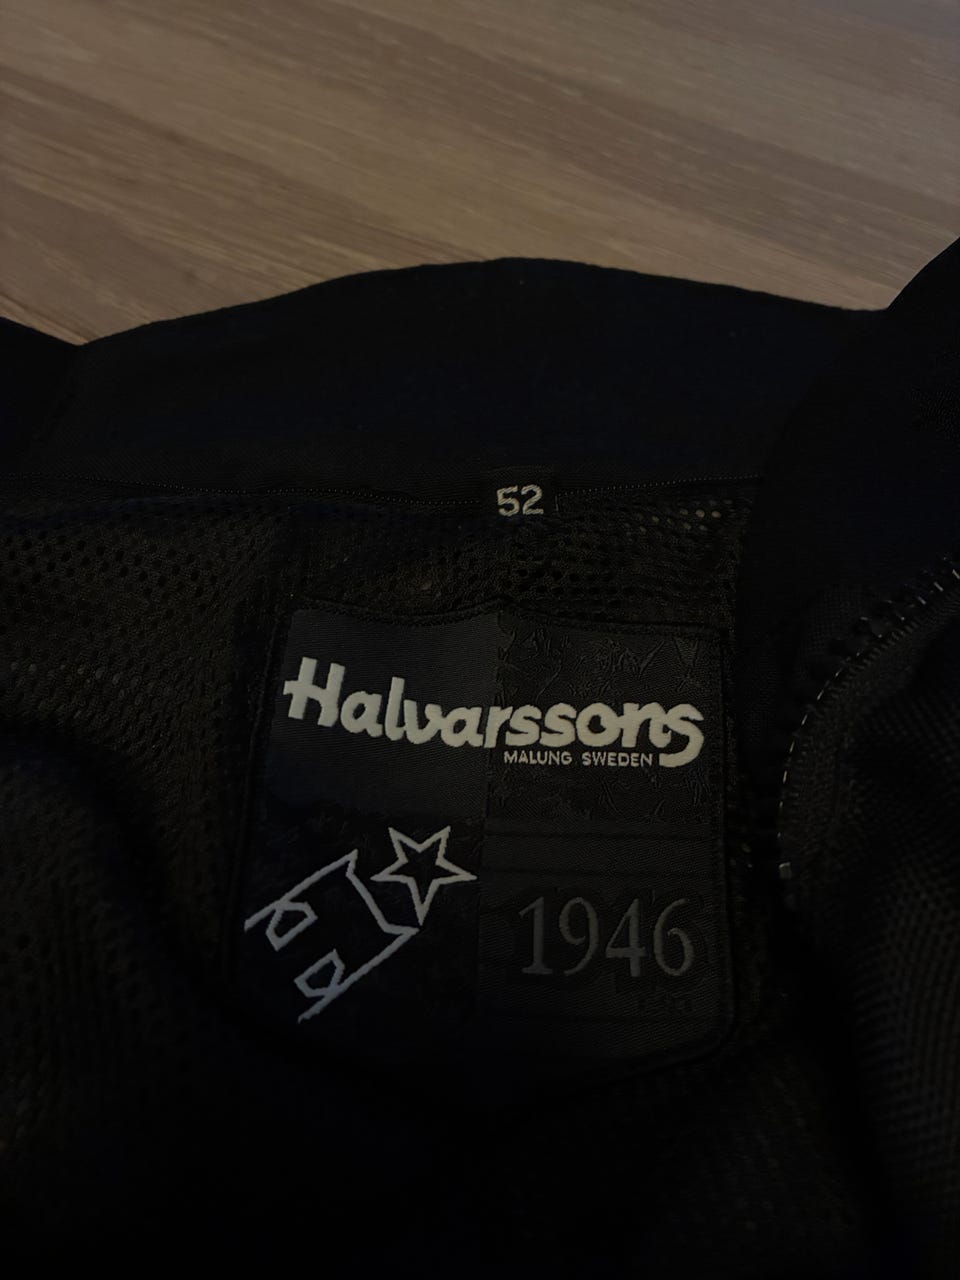 52
Halvarssons
MALUNG SWEDEN
1946